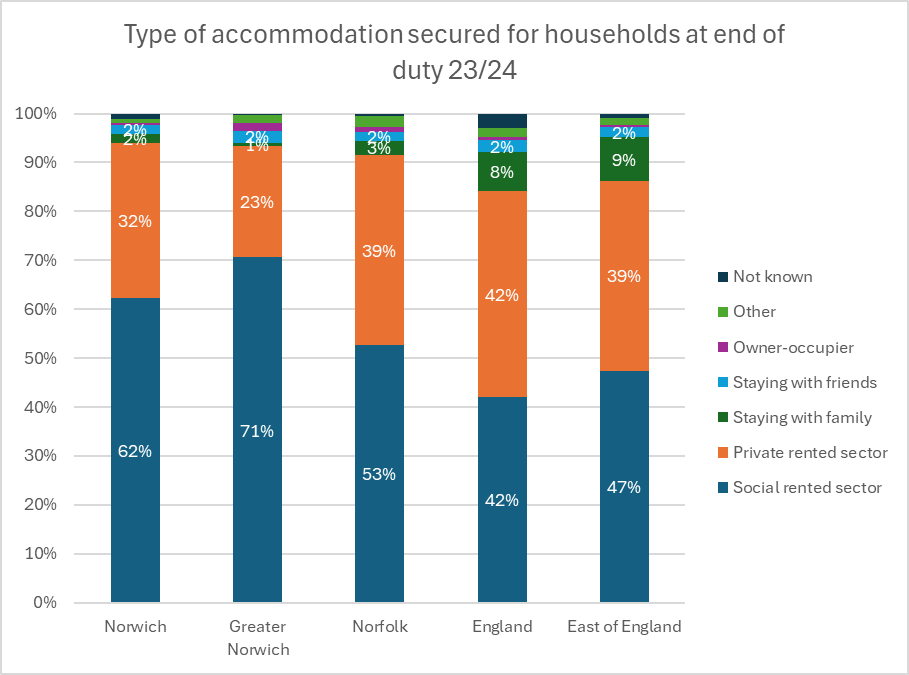 Type of accommodation secured for households at end of
duty 23/24
100%
90%
80%
70%
60%
50%
40%
30%
20%
10%
0%
2%
2%
32%
62%
2%
1%
23%
71%
2%
3%
39%
53%
2%
8%
42%
42%
2%
9%
39%
47%
Norwich
Greater
Norwich
Norfolk
England
East of England
Not known
Other
Owner-occupier
Staying with friends
Staying with family
Private rented sector
Social rented sector